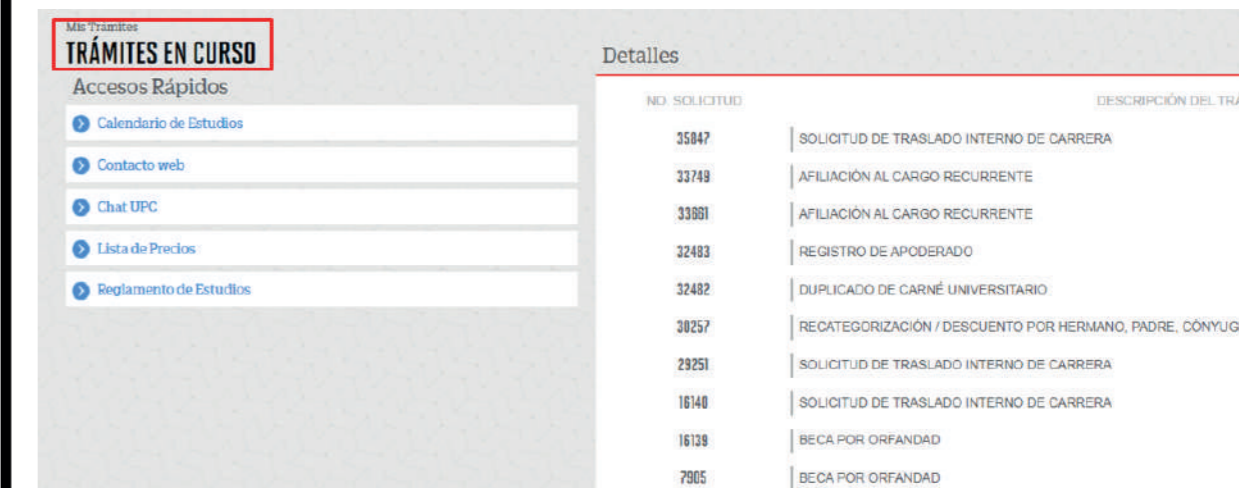 Mis Trámites
TRÁMITES EN CURSO
Accesos Rápidos
Calendario de Estudios
Contacto web
Chat UPC
Lista de Precios
Reglamento de Estudios
Detalles
NO. SOLICITUD DESCRIPCIÓN DEL TRÁ
35847 SOLICITUD DE TRASLADO INTERNO DE CARRERA
33749 AFILIACIÓN AL CARGO RECURRENTE
33661 AFILIACIÓN AL CARGO RECURRENTE
32483 REGISTRO DE APODERADO
32482 DUPLICADO DE CARNÉ UNIVERSITARIO
30257 RECATEGORIZACIÓN / DESCUENTO POR HERMANO, PADRE, CÓNYUG
29251 SOLICITUD DE TRASLADO INTERNO DE CARRERA
16140 SOLICITUD DE TRASLADO INTERNO DE CARRERA
16139 BECA POR ORFANDAD
7905 BECA POR ORFANDAD